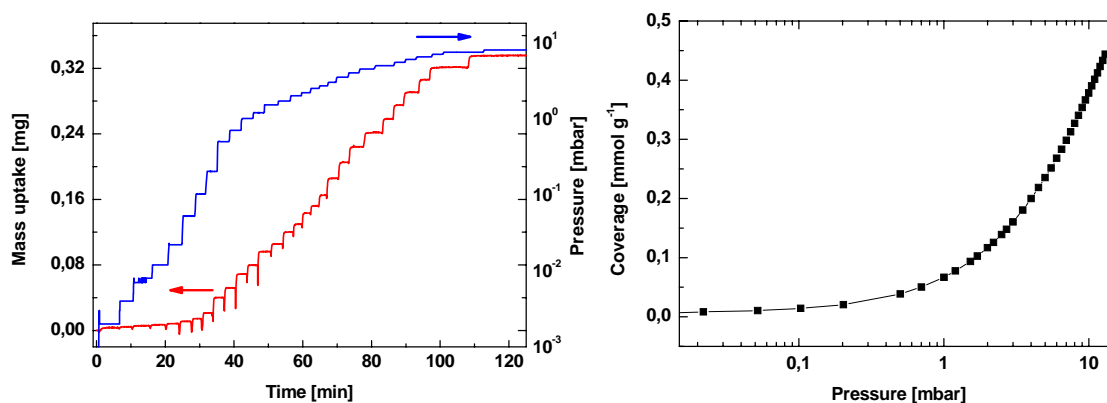 Mass uptake [mg]
0,32
0,24
0,16
0,08
0,00
0 20 40 60 80 100 120
Time [min]
10¹
10⁰
10⁻¹
10⁻²
10⁻³
Pressure [mbar]
Coverage [mmol g⁻¹]
0,5
0,4
0,3
0,2
0,1
0,0
0,1 1 10
Pressure [mbar]